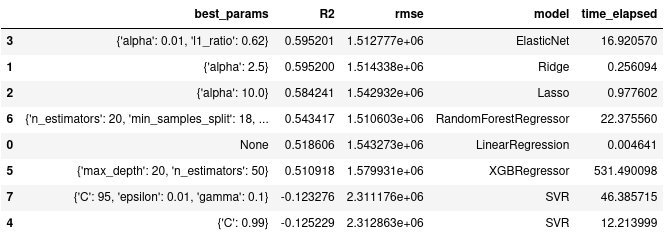 best_params R2 rmse model time_elapsed
3 {'alpha': 0.01, 'l1_ratio': 0.62} 0.595201 1.512777e+06 ElasticNet 16.920570
1 {'alpha': 2.5} 0.595200 1.514338e+06 Ridge 0.256094
2 {'alpha': 10.0} 0.584241 1.542932e+06 Lasso 0.977602
6 {'n_estimators': 20, 'min_samples_split': 18, ... 0.543417 1.510603e+06 RandomForestRegressor 22.375560
0 None 0.518606 1.543273e+06 LinearRegression 0.004641
5 {'max_depth': 20, 'n_estimators': 50} 0.510918 1.579931e+06 XGBRegressor 531.490098
7 {'C': 95, 'epsilon': 0.01, 'gamma': 0.1} -0.123276 2.311176e+06 SVR 46.385715
4 {'C': 0.99} -0.125229 2.312863e+06 SVR 12.213999